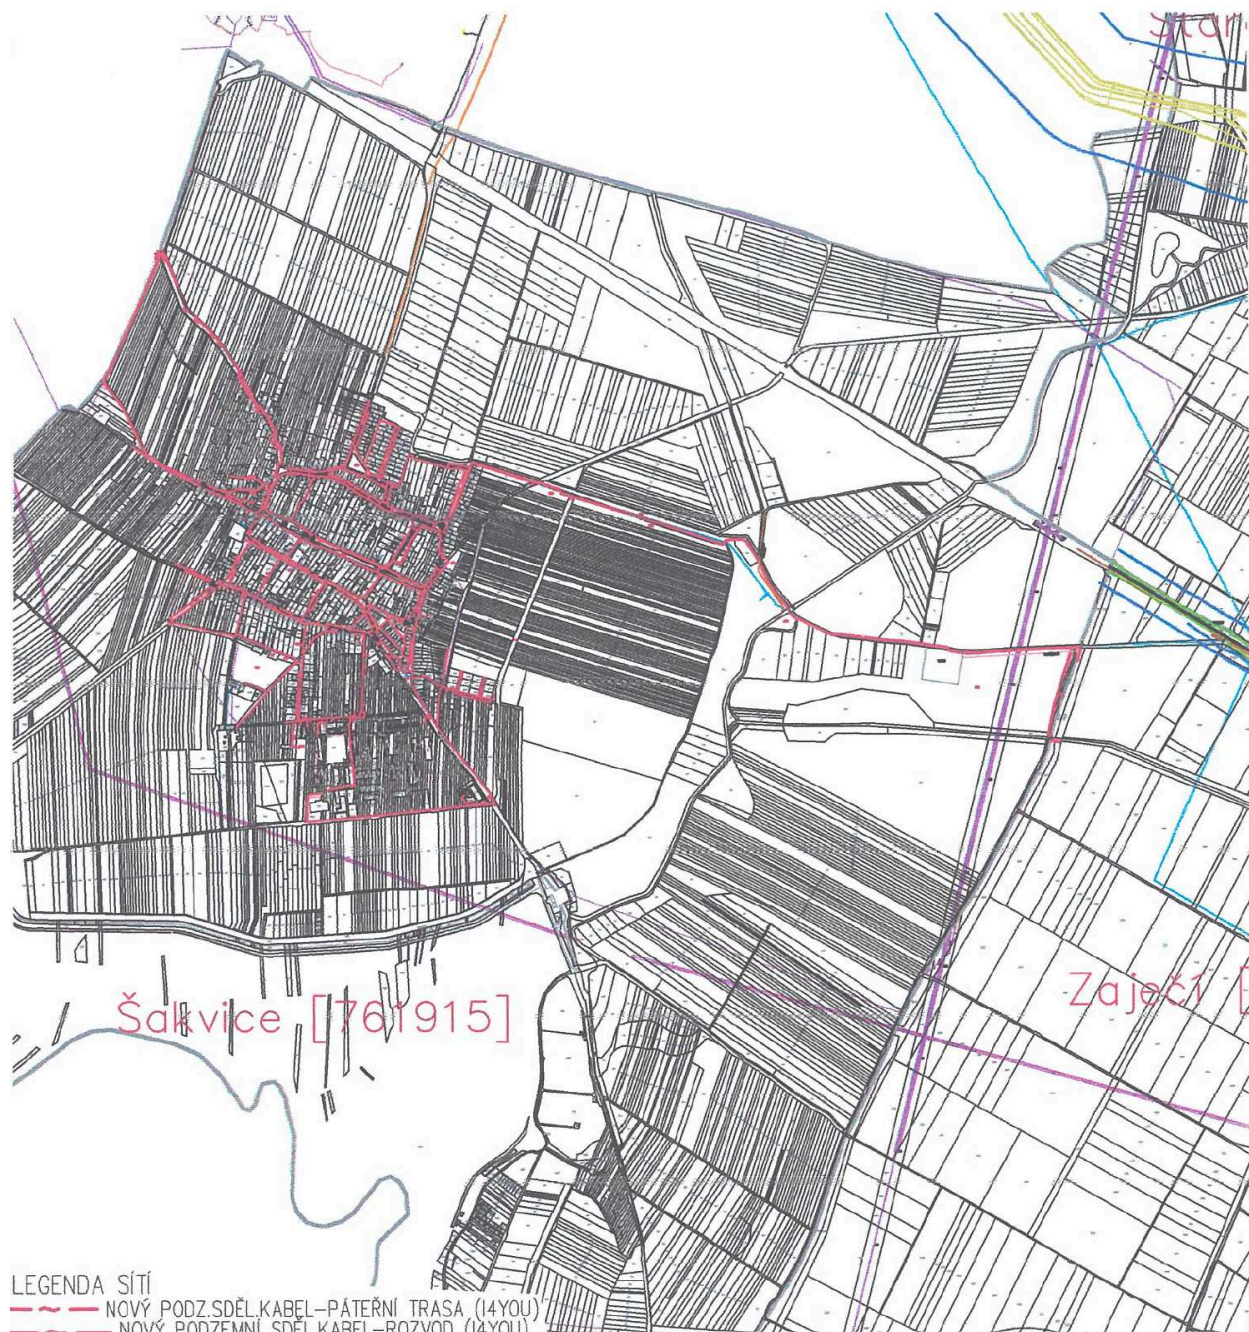 Šakvice [761915]
Zaječí [
LEGENDA SÍTÍ
NOVÝ PODZ.SDĚL.KABEL-PÁTEŘNÍ TRASA (I4YOU)
NOVÝ PODZEMNÍ SDĚL.KABEL-ROZVOD (I4YOU)